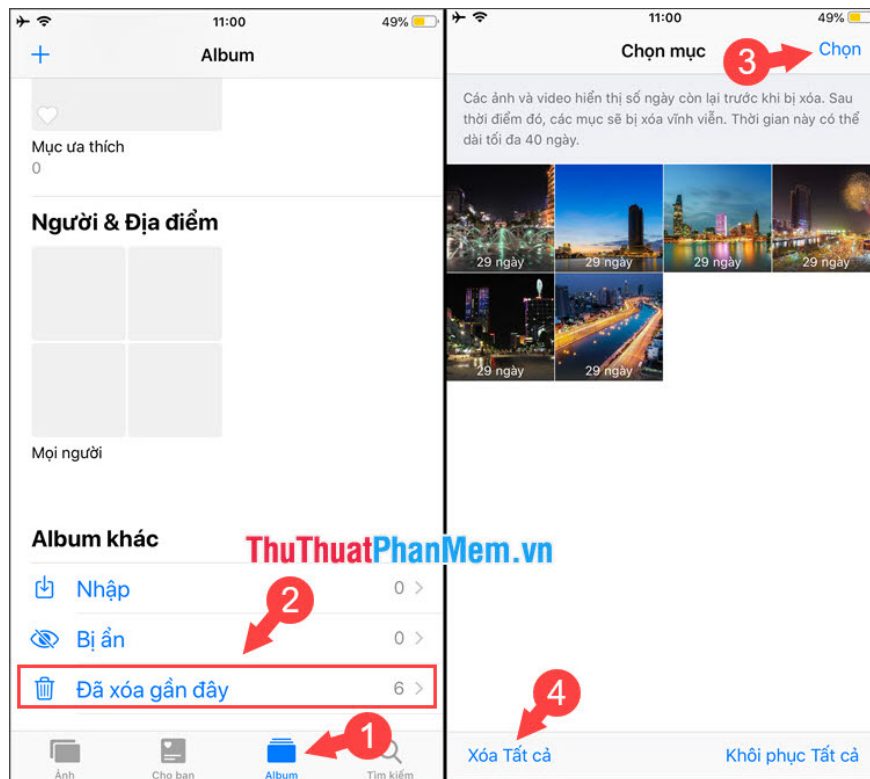 11:00
49%
Album
Mục ưa thích
0
Người & Địa điểm
Mọi người
Album khác
Nhập
0
Bị ẩn
0
2
Đã xóa gần đây
6
1
Ảnh
Cho bạn
Album
Tìm kiếm
ThuThuatPhanMem.vn
11:00
49%
Chọn mục
3
Chọn
Các ảnh và video hiển thị số ngày còn lại trước khi bị xóa. Sau
thời điểm đó, các mục sẽ bị xóa vĩnh viễn. Thời gian này có thể
dài tối đa 40 ngày.
29 ngày
29 ngày
29 ngày
29 ngày
29 ngày
29 ngày
4
Xóa Tất cả
Khôi phục Tất cả